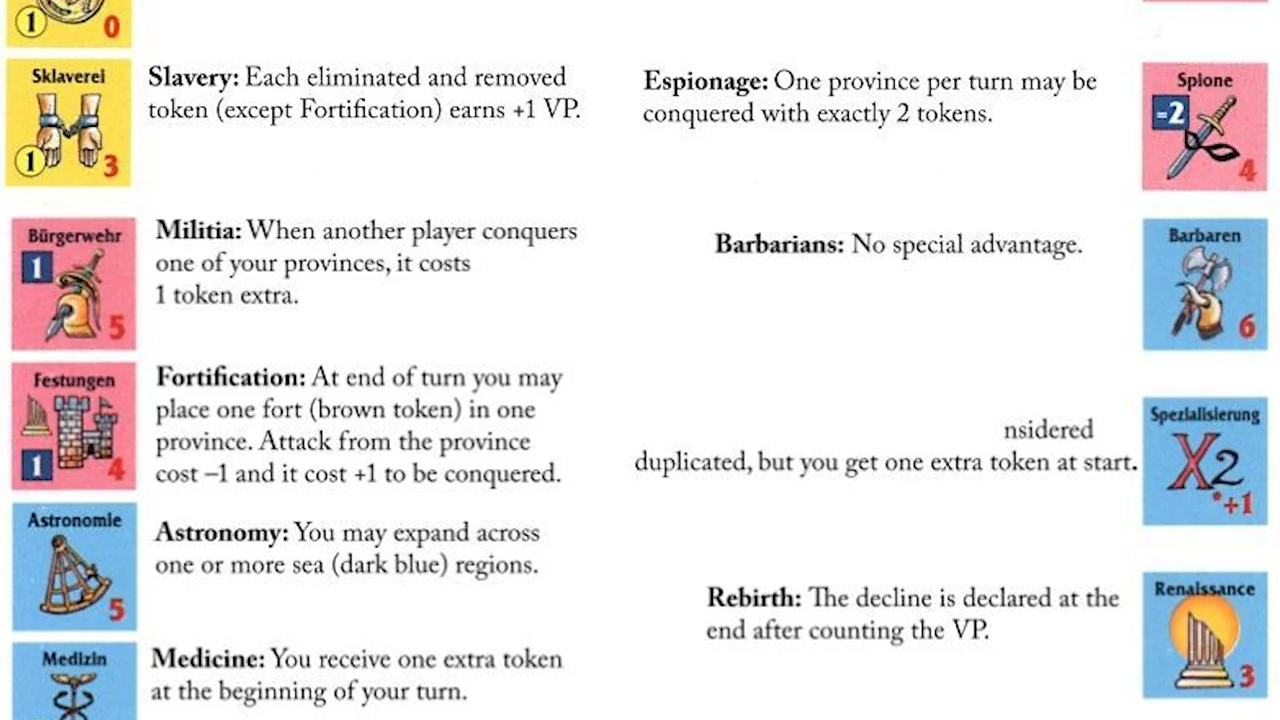 1 0
Sklaverei
1 3
Slavery: Each eliminated and removed
token (except Fortification) earns +1 VP.
Bürgerwehr
1
5
Militia: When another player conquers
one of your provinces, it costs
1 token extra.
Festungen
1 4
Fortification: At end of turn you may
place one fort (brown token) in one
province. Attack from the province
cost –1 and it cost +1 to be conquered.
Astronomie
5
Astronomy: You may expand across
one or more sea (dark blue) regions.
Medizin
Medicine: You receive one extra token
at the beginning of your turn.
Espionage: One province per turn may be
conquered with exactly 2 tokens.
Spione
=2
4
Barbarians: No special advantage.
Barbaren
6
nsidered
duplicated, but you get one extra token at start.
Spezialisierung
X2
*+1
Rebirth: The decline is declared at the
end after counting the VP.
Renaissance
3